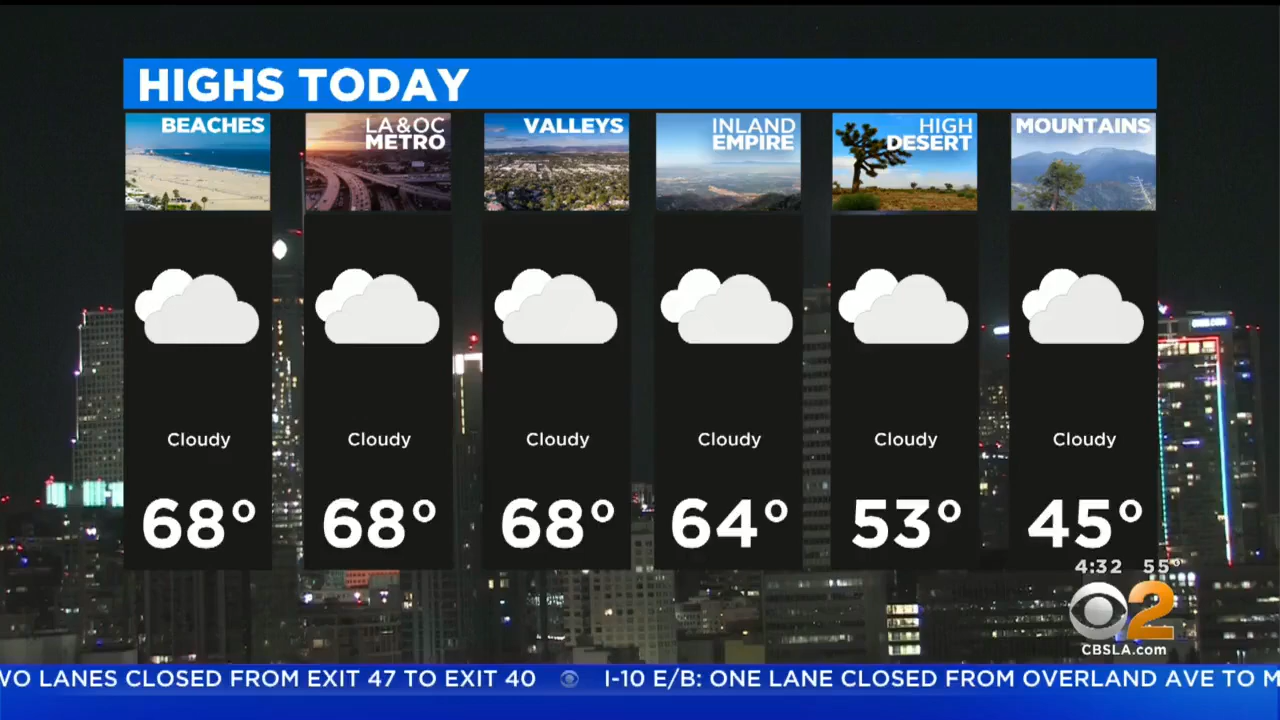 HIGHS TODAY
BEACHES
LA & OC
METRO
VALLEYS
INLAND
EMPIRE
HIGH
DESERT
MOUNTAINS
Cloudy
Cloudy
Cloudy
Cloudy
Cloudy
Cloudy
68°
68°
68°
64°
53°
45°
4:32 55°
2
CBSLA.com
WO LANES CLOSED FROM EXIT 47 TO EXIT 40 I-10 E/B: ONE LANE CLOSED FROM OVERLAND AVE TO M